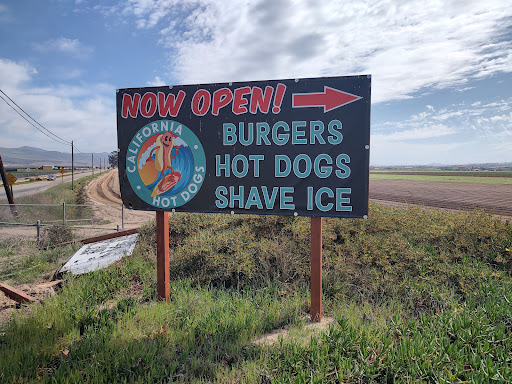 NOW OPEN!
CALIFORNIA
HOT DOGS
BURGERS
HOT DOGS
SHAVE ICE